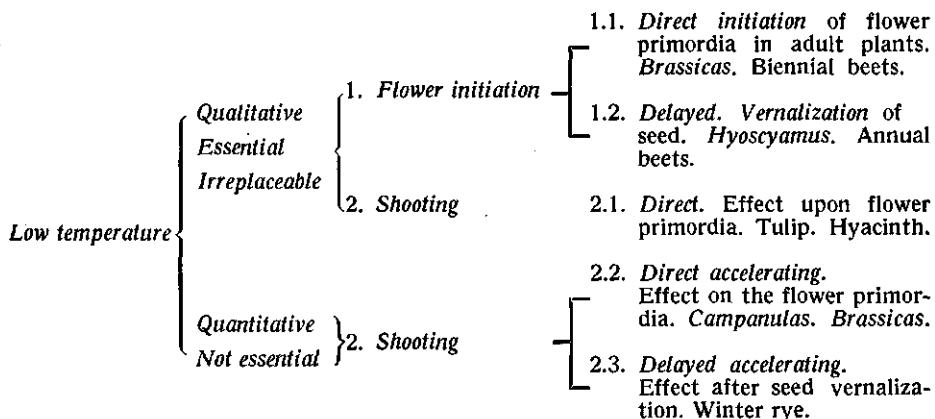 Low temperature
Qualitative
Essential
Irreplaceable
1. Flower initiation
1.1. Direct initiation of flower
primordia in adult plants.
Brassicas. Biennial beets.
1.2. Delayed. Vernalization of
seed. Hyoscyamus. Annual
beets.
2. Shooting
2.1. Direct. Effect upon flower
primordia. Tulip. Hyacinth.
Quantitative
Not essential
2. Shooting
2.2. Direct accelerating.
Effect on the flower primor-
dia. Campanulas. Brassicas.
2.3. Delayed accelerating.
Effect after seed vernaliza-
tion. Winter rye.